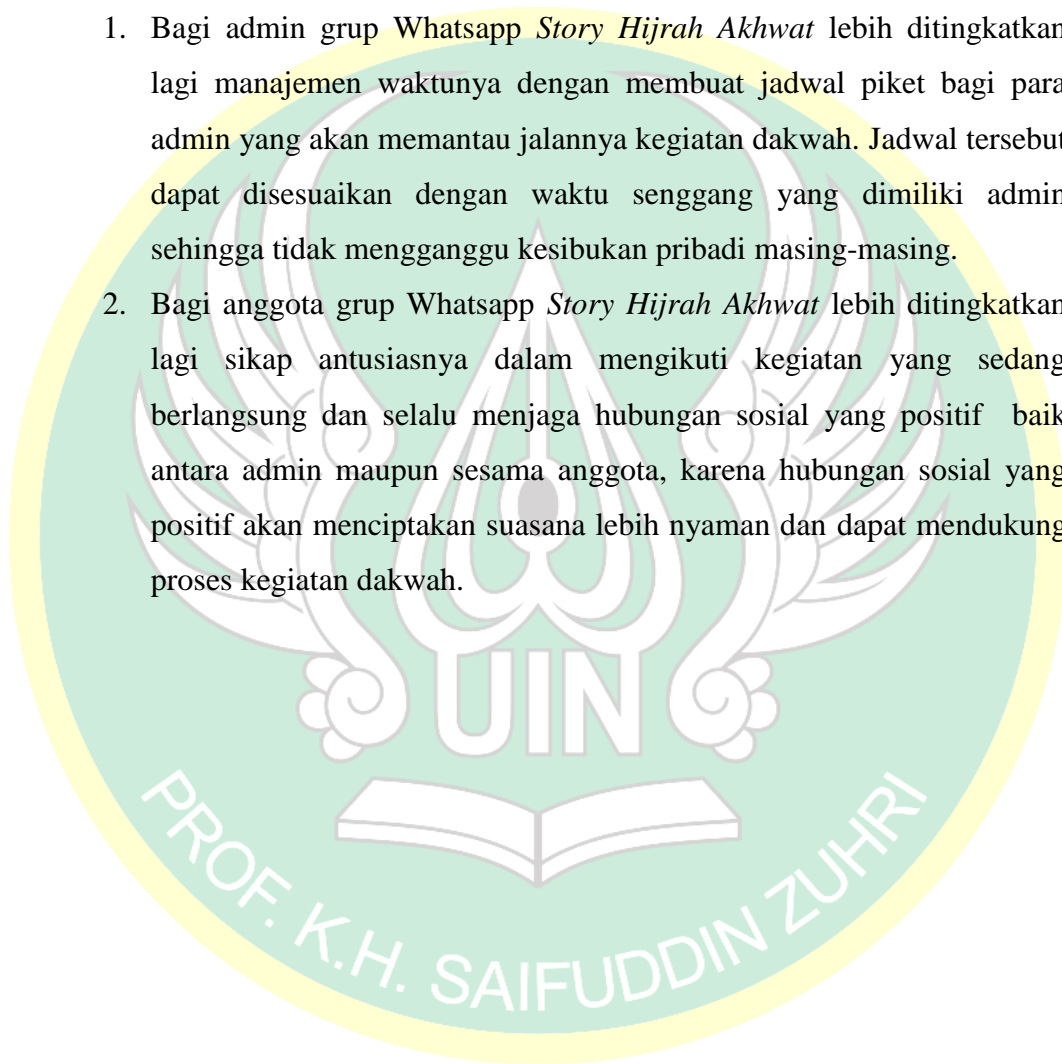 1. Bagi admin grup Whatsapp Story Hijrah Akhwat lebih ditingkatkan
lagi manajemen waktunya dengan membuat jadwal piket bagi para
admin yang akan memantau jalannya kegiatan dakwah. Jadwal tersebut
dapat disesuaikan dengan waktu senggang yang dimiliki admin
sehingga tidak mengganggu kesibukan pribadi masing-masing.
2. Bagi anggota grup Whatsapp Story Hijrah Akhwat lebih ditingkatkan
lagi sikap antusiasnya dalam mengikuti kegiatan yang sedang
berlangsung dan selalu menjaga hubungan sosial yang positif baik
antara admin maupun sesama anggota, karena hubungan sosial yang
positif akan menciptakan suasana lebih nyaman dan dapat mendukung
proses kegiatan dakwah.
UIN
PROF. K.H. SAIFUDDIN ZUHRI